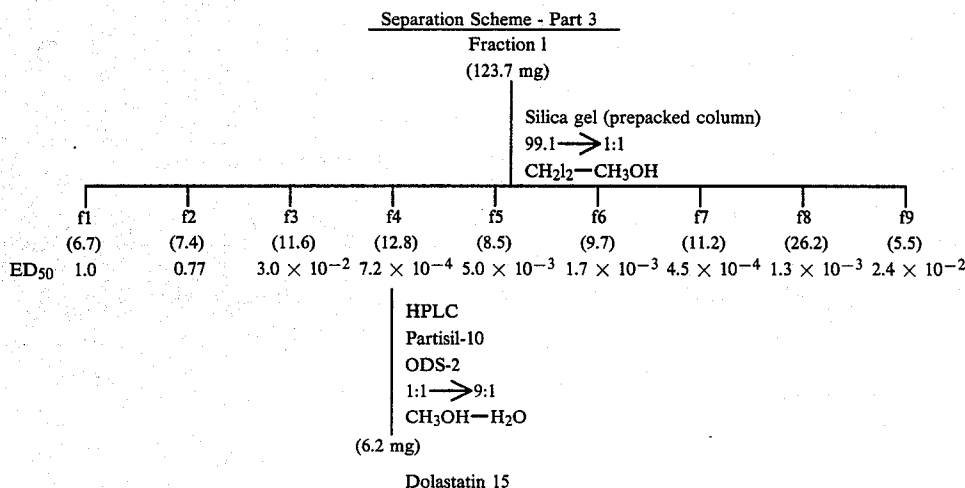 Separation Scheme - Part 3
Fraction 1
(123.7 mg)
Silica gel (prepacked column)
99.1 → 1:1
CH2l2—CH3OH
f1 f2 f3 f4 f5 f6 f7 f8 f9
(6.7) (7.4) (11.6) (12.8) (8.5) (9.7) (11.2) (26.2) (5.5)
ED50 1.0 0.77 3.0 × 10−2 7.2 × 10−4 5.0 × 10−3 1.7 × 10−3 4.5 × 10−4 1.3 × 10−3 2.4 × 10−2
HPLC
Partisil-10
ODS-2
1:1 → 9:1
CH3OH—H2O
(6.2 mg)
Dolastatin 15